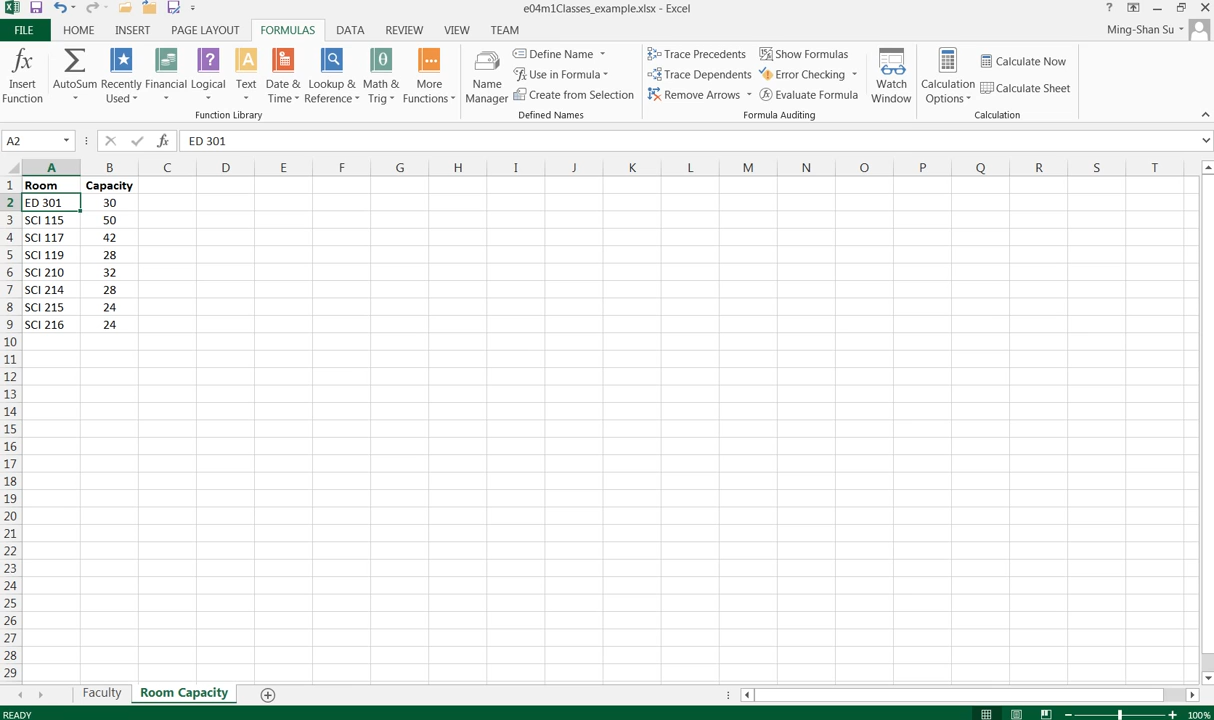 e04m1Classes_example.xlsx - Excel
?
FILE HOME INSERT PAGE LAYOUT FORMULAS DATA REVIEW VIEW TEAM
Ming-Shan Su
fx Insert Function
Σ AutoSum
Recently Used
Financial
? Logical
A Text
Date & Time
Lookup & Reference
θ Math & Trig
More Functions
Function Library
Name Manager
Define Name
Use in Formula
Create from Selection
Defined Names
Trace Precedents
Trace Dependents
Remove Arrows
Show Formulas
Error Checking
Evaluate Formula
Watch Window
Formula Auditing
Calculation Options
Calculate Now
Calculate Sheet
Calculation
A2 fx ED 301
A B C D E F G H I J K L M N O P Q R S T
1 Room Capacity
2 ED 301 30
3 SCI 115 50
4 SCI 117 42
5 SCI 119 28
6 SCI 210 32
7 SCI 214 28
8 SCI 215 24
9 SCI 216 24
10
11
12
13
14
15
16
17
18
19
20
21
22
23
24
25
26
27
28
29
Faculty Room Capacity
READY
100%